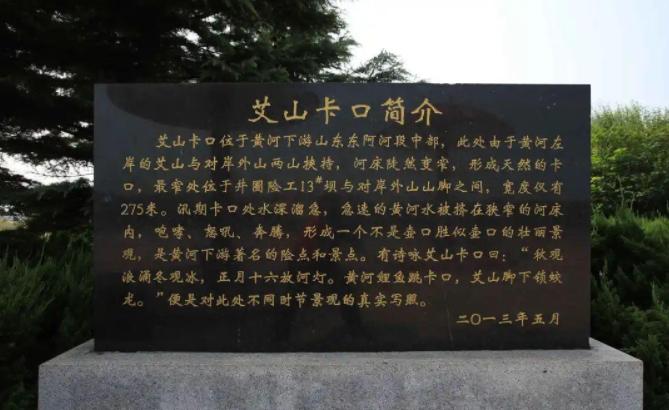 艾山卡口简介
艾山卡口位于黄河下游山东东阿河段中部，此处由于黄河左
岸的艾山与对岸外山两山挟持，河床陡然变窄，形成天然的卡
口，最窄处位于井圈险工13#坝与对岸外山山脚之间，宽度仅有
275米。汛期卡口处水深溜急，急速的黄河水被挤在狭窄的河床
内，咆哮、怒吼、奔腾，形成一个不是壶口胜似壶口的壮丽景
观，是黄河下游著名的险点和景点。有诗咏艾山卡口曰：“秋观
浪涌冬观冰，正月十六放河灯。黄河鲤鱼跳卡口，艾山脚下锁蛟
龙。”便是对此处不同时节景观的真实写照。
二〇一三年五月